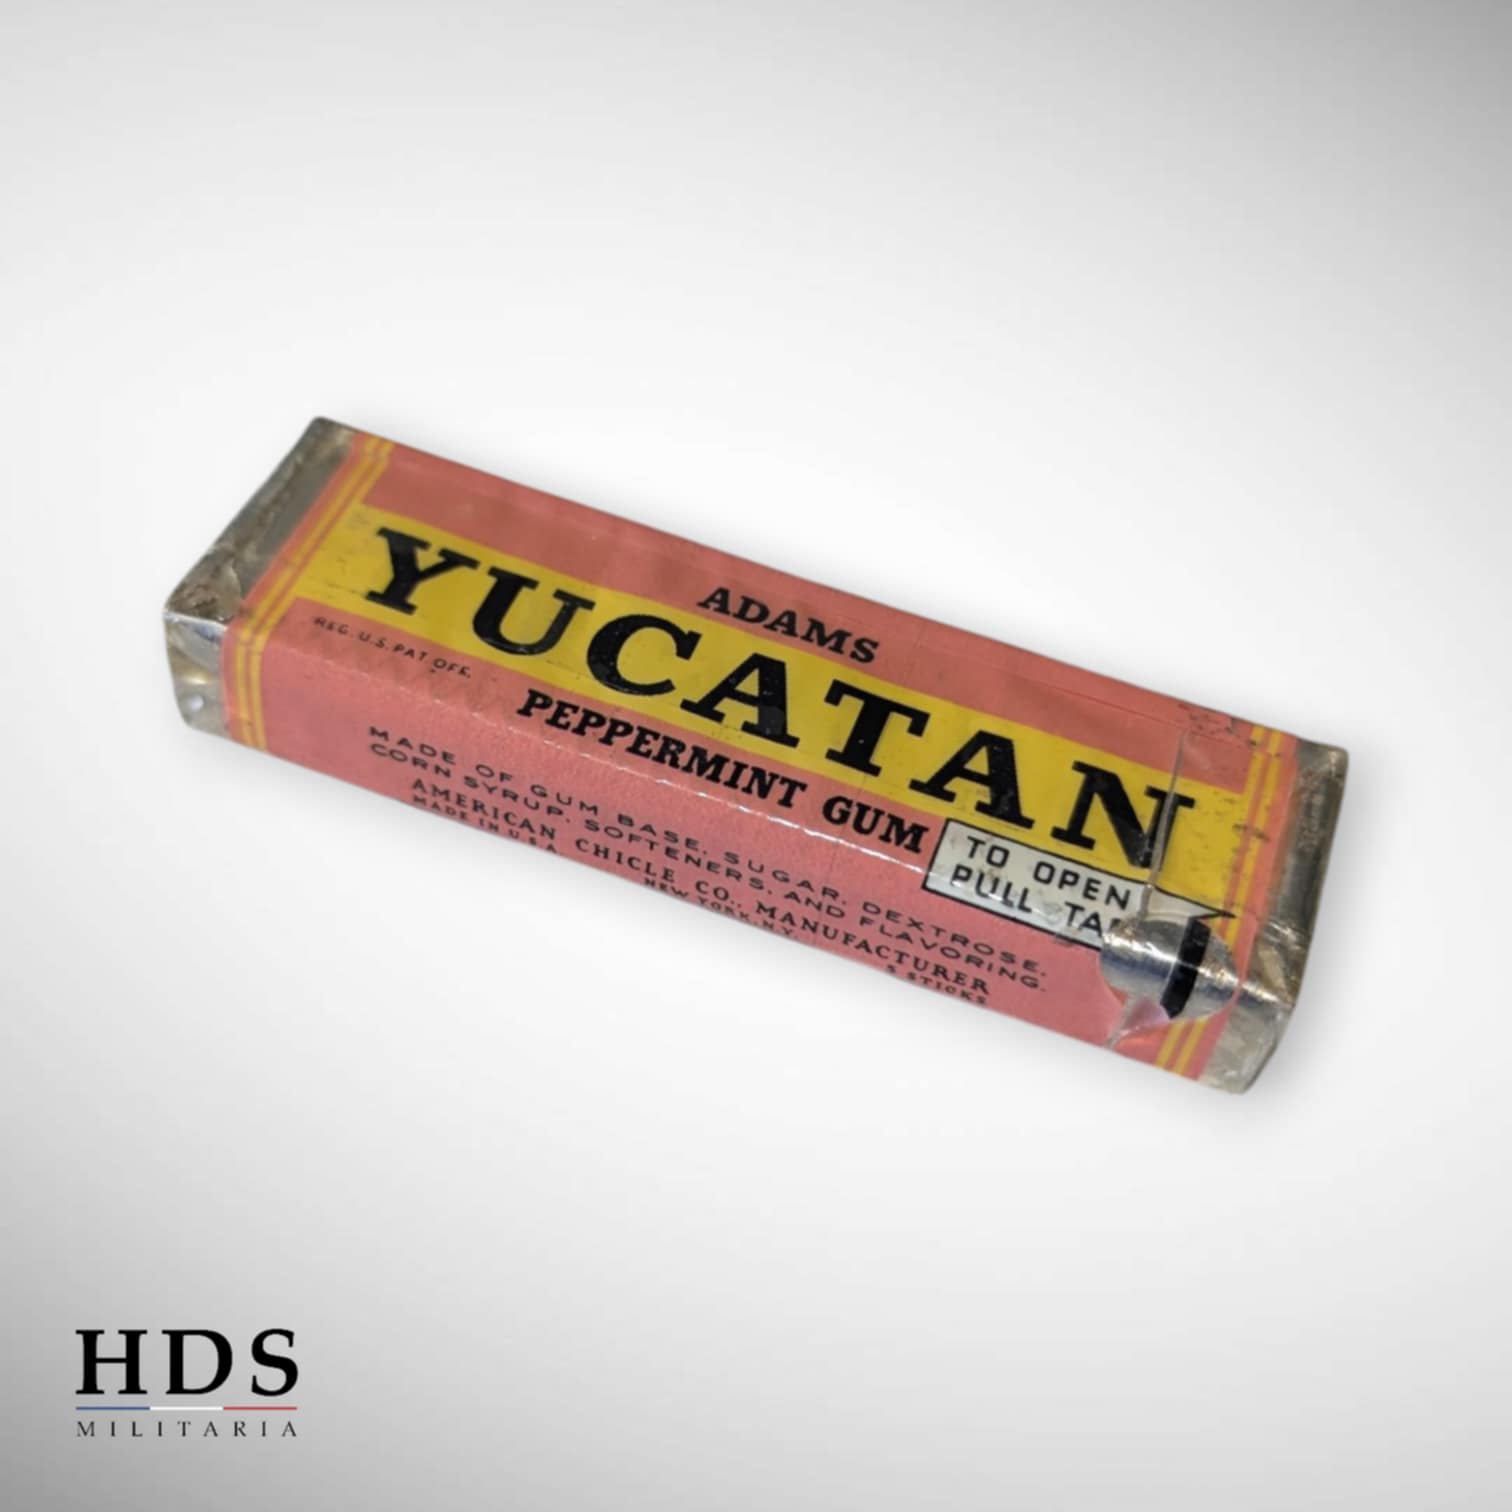 ADAMS
YUCATAN
REG. U.S. PAT OFF.
PEPPERMINT GUM
TO OPEN
PULL TAB
MADE OF GUM BASE, SUGAR, DEXTROSE,
CORN SYRUP, SOFTENERS, AND FLAVORING.
AMERICAN CHICLE CO., MANUFACTURER
MADE IN U.S.A. NEW YORK, N.Y. 5 STICKS
HDS
MILITARIA